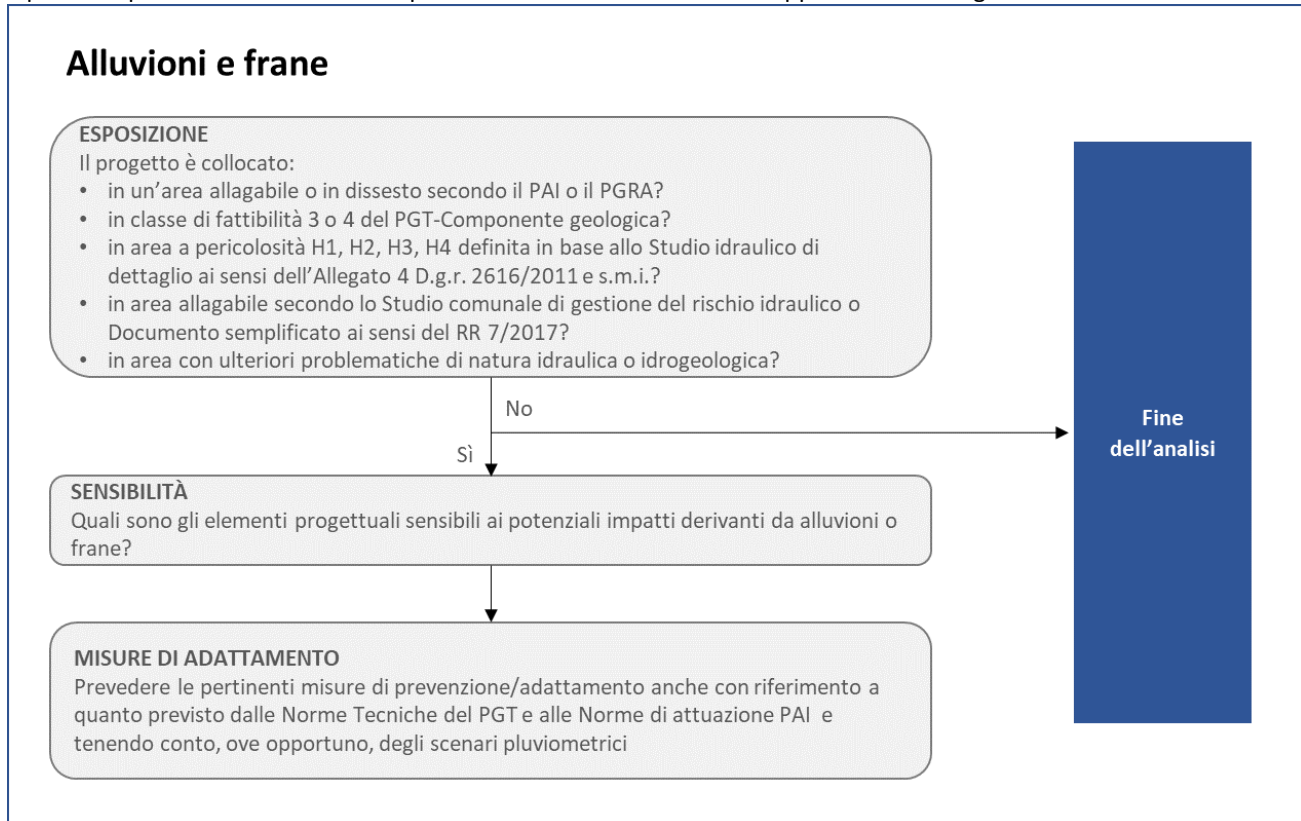 Alluvioni e frane
ESPOSIZIONE
Il progetto è collocato:
• in un’area allagabile o in dissesto secondo il PAI o il PGRA?
• in classe di fattibilità 3 o 4 del PGT-Componente geologica?
• in area a pericolosità H1, H2, H3, H4 definita in base allo Studio idraulico di
dettaglio ai sensi dell’Allegato 4 D.g.r. 2616/2011 e s.m.i.?
• in area allagabile secondo lo Studio comunale di gestione del rischio idraulico o
Documento semplificato ai sensi del RR 7/2017?
• in area con ulteriori problematiche di natura idraulica o idrogeologica?
No
Fine
dell’analisi
Sì
SENSIBILITÀ
Quali sono gli elementi progettuali sensibili ai potenziali impatti derivanti da alluvioni o
frane?
MISURE DI ADATTAMENTO
Prevedere le pertinenti misure di prevenzione/adattamento anche con riferimento a
quanto previsto dalle Norme Tecniche del PGT e alle Norme di attuazione PAI e
tenendo conto, ove opportuno, degli scenari pluviometrici